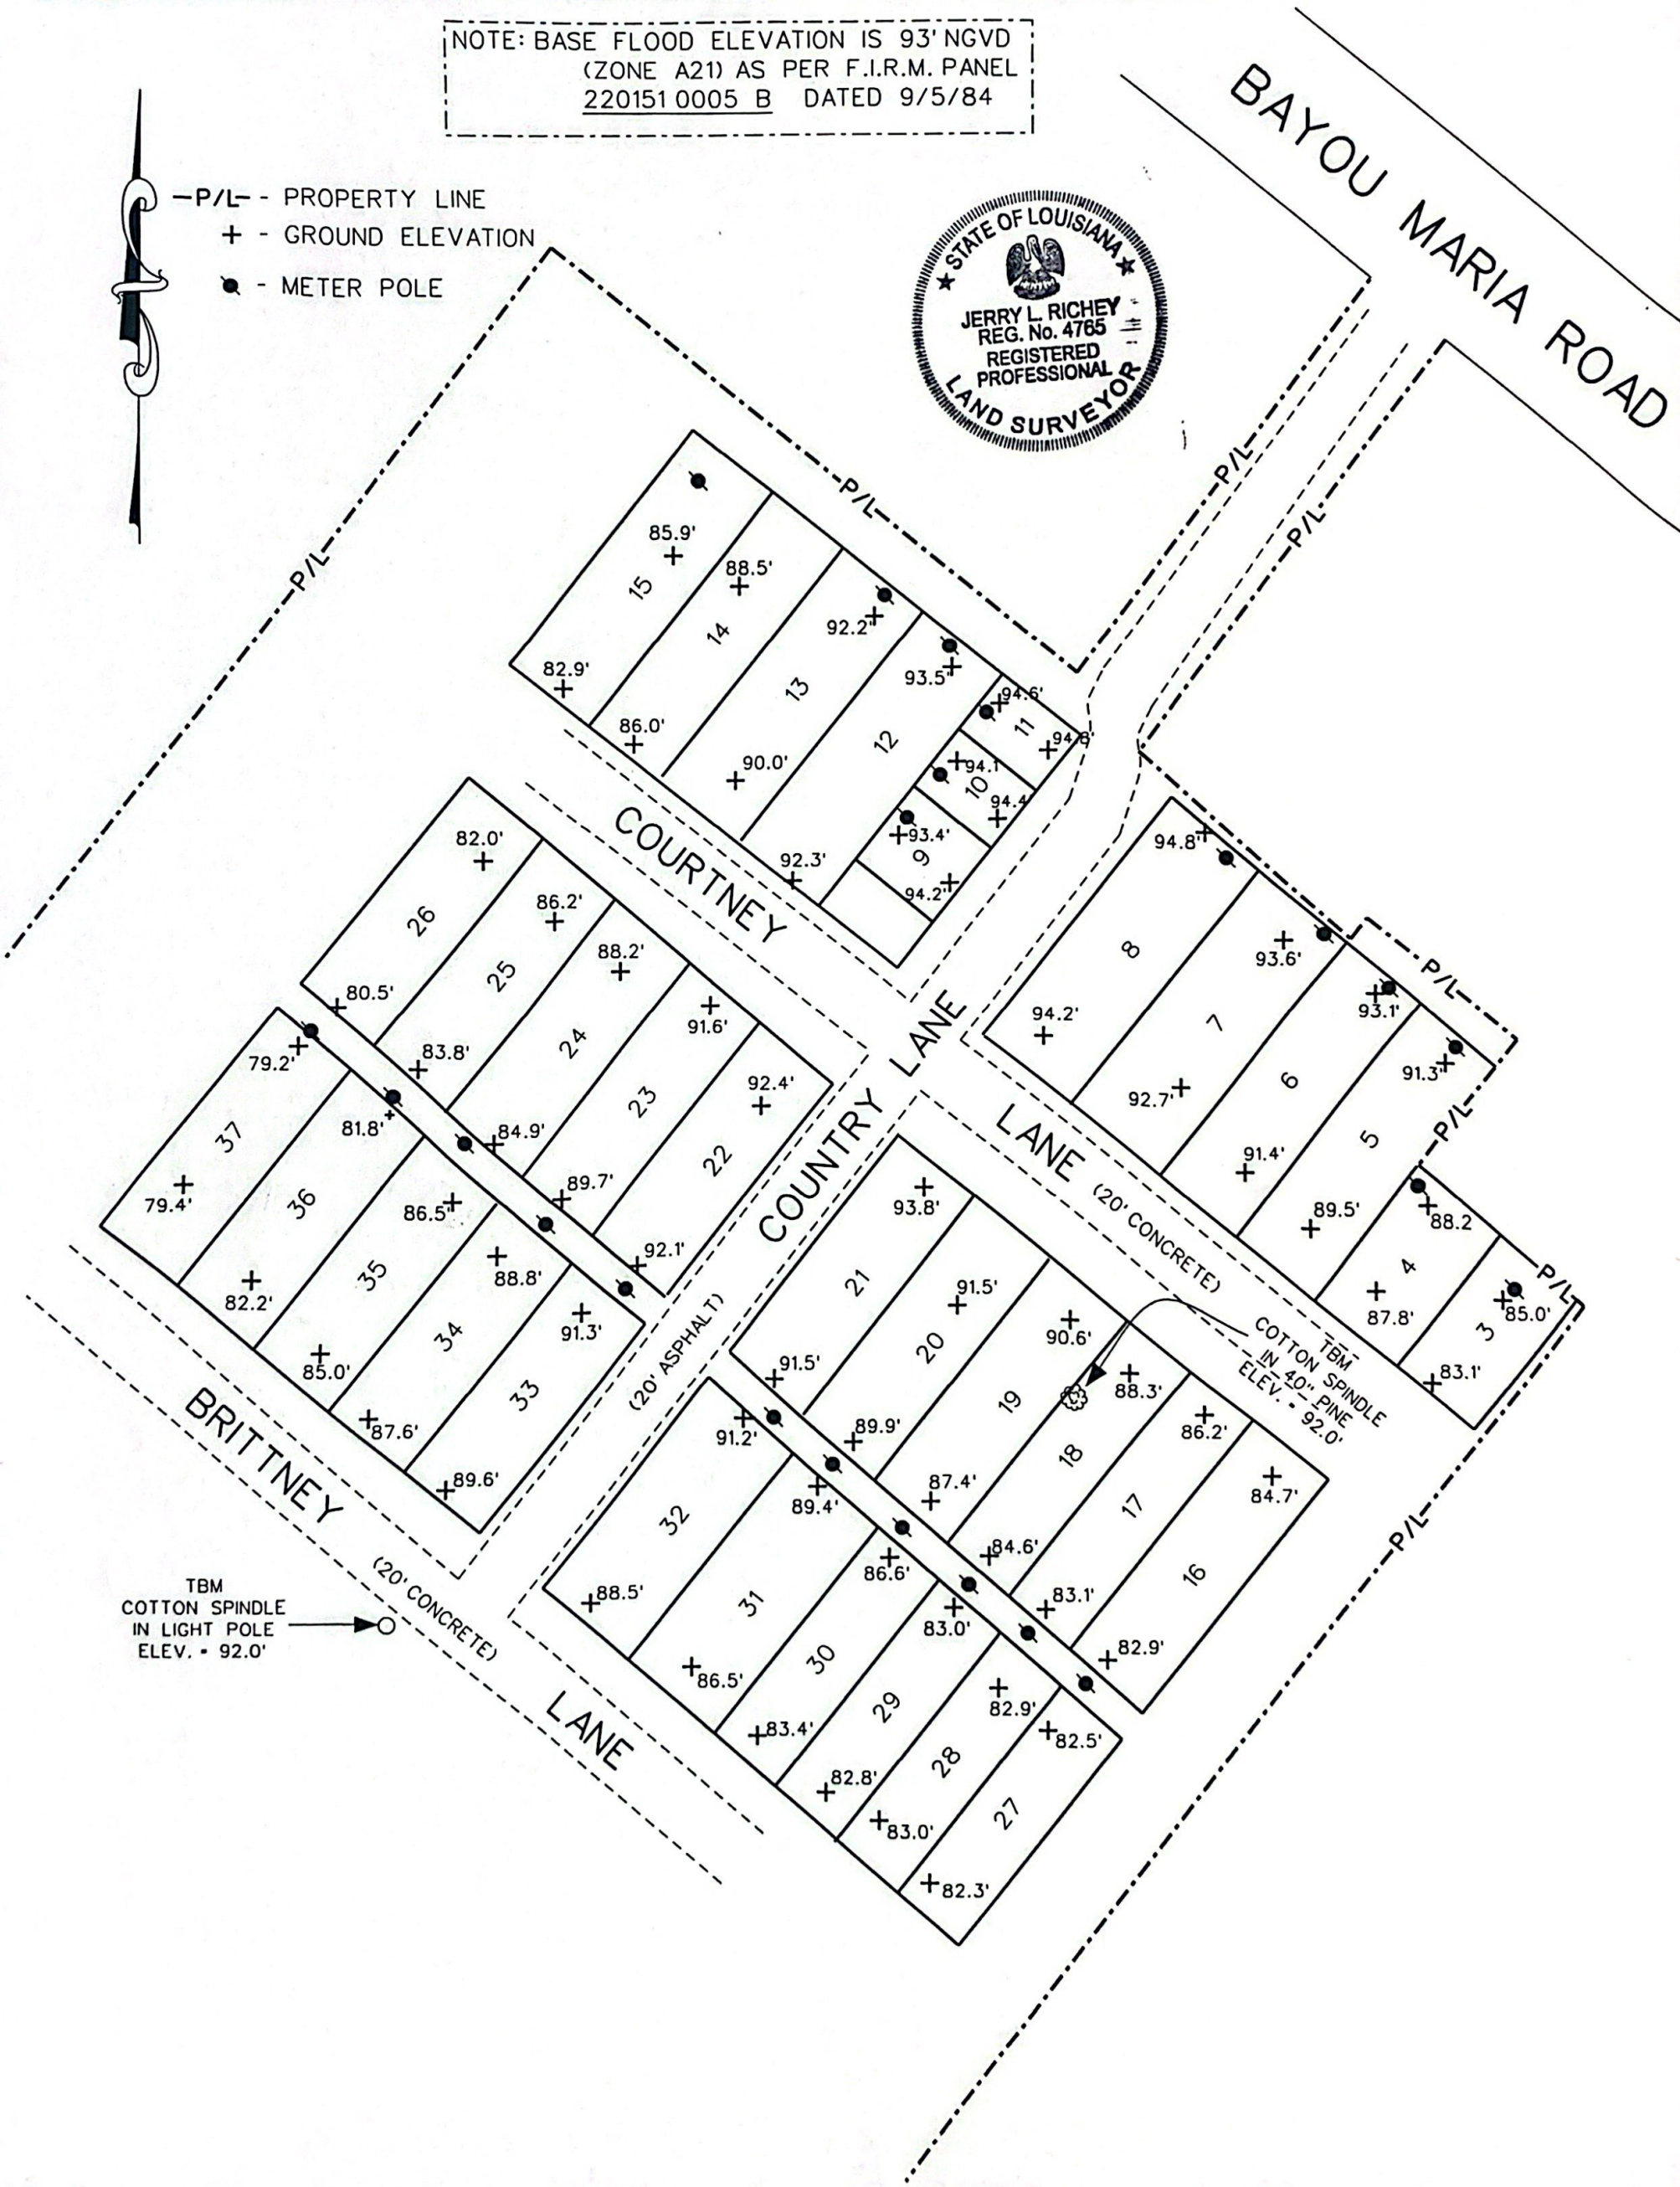 NOTE: BASE FLOOD ELEVATION IS 93' NGVD
(ZONE A21) AS PER F.I.R.M. PANEL
220151 0005 B DATED 9/5/84
BAYOU MARIA ROAD
-P/L- - PROPERTY LINE
+ - GROUND ELEVATION
- METER POLE
STATE OF LOUISIANA
JERRY L. RICHEY
REG. No. 4765
REGISTERED
PROFESSIONAL
LAND SURVEYOR
P/L
P/L
P/L
P/L
85.9'
15
82.9'
88.5'
14
86.0'
92.2'
13
90.0'
93.5'
12
92.3'
94.6'
11
94.8'
94.1'
10
94.4'
93.4'
9
94.2'
COURTNEY
LANE
(20' CONCRETE)
94.8'
8
94.2'
93.6'
7
92.7'
93.1'
6
91.4'
91.3'
5
89.5'
P/L
P/L
88.2
4
87.8'
P/L
85.0'
3
83.1'
82.0'
26
80.5'
86.2'
25
83.8'
88.2'
24
84.9'
91.6'
23
89.7'
92.4'
22
92.1'
COUNTRY LANE
(20' ASPHALT)
93.8'
21
91.5'
91.5'
20
89.9'
90.6'
19
87.4'
88.3'
18
84.6'
86.2'
17
83.1'
84.7'
16
82.9'
TBM
COTTON SPINDLE
IN 40" PINE
ELEV. = 92.0'
P/L
79.2'
37
79.4'
81.8'
36
82.2'
86.5'
35
85.0'
88.8'
34
87.6'
91.3'
33
89.6'
91.2'
32
88.5'
89.4'
31
86.5'
86.6'
30
83.4'
83.0'
29
82.8'
82.9'
28
83.0'
82.5'
27
82.3'
BRITTNEY
(20' CONCRETE)
LANE
TBM
COTTON SPINDLE
IN LIGHT POLE
ELEV. = 92.0'